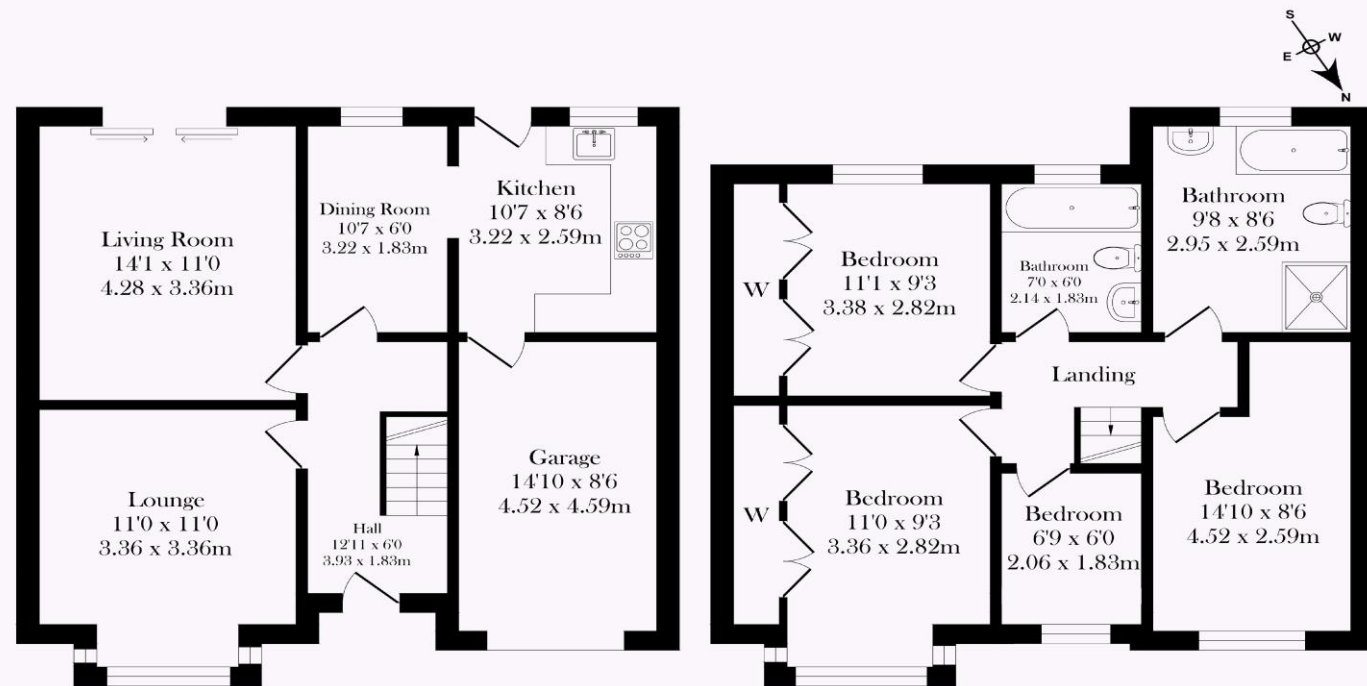 S
W
E
N
Living Room
14'1 x 11'0
4.28 x 3.36m
Dining Room
10'7 x 6'0
3.22 x 1.83m
Kitchen
10'7 x 8'6
3.22 x 2.59m
Lounge
11'0 x 11'0
3.36 x 3.36m
Hall
12'11 x 6'0
3.93 x 1.83m
Garage
14'10 x 8'6
4.52 x 4.59m
W
Bedroom
11'1 x 9'3
3.38 x 2.82m
Bathroom
7'0 x 6'0
2.14 x 1.83m
Bathroom
9'8 x 8'6
2.95 x 2.59m
Landing
W
Bedroom
11'0 x 9'3
3.36 x 2.82m
Bedroom
6'9 x 6'0
2.06 x 1.83m
Bedroom
14'10 x 8'6
4.52 x 2.59m